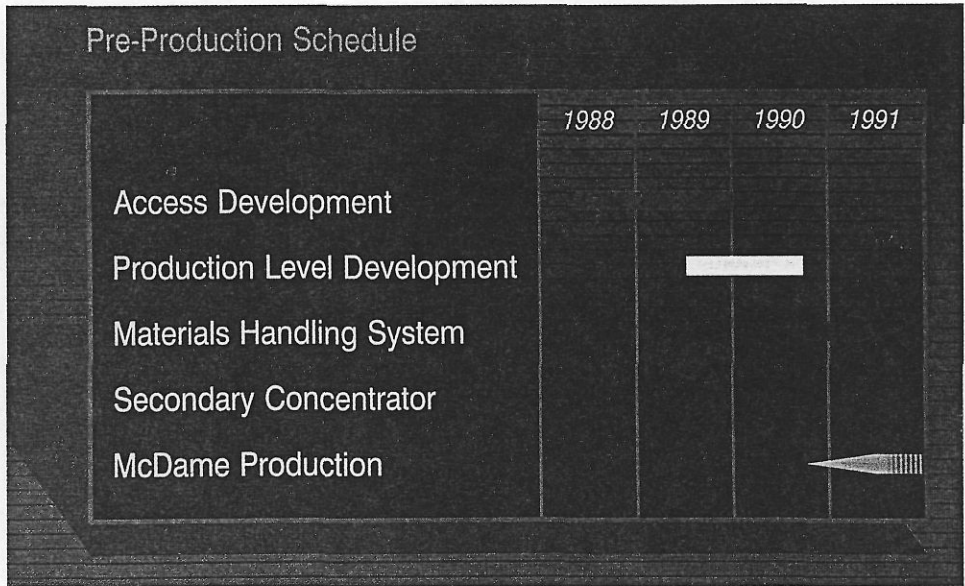 Pre-Production Schedule
1988 1989 1990 1991
Access Development
Production Level Development
Materials Handling System
Secondary Concentrator
McDame Production